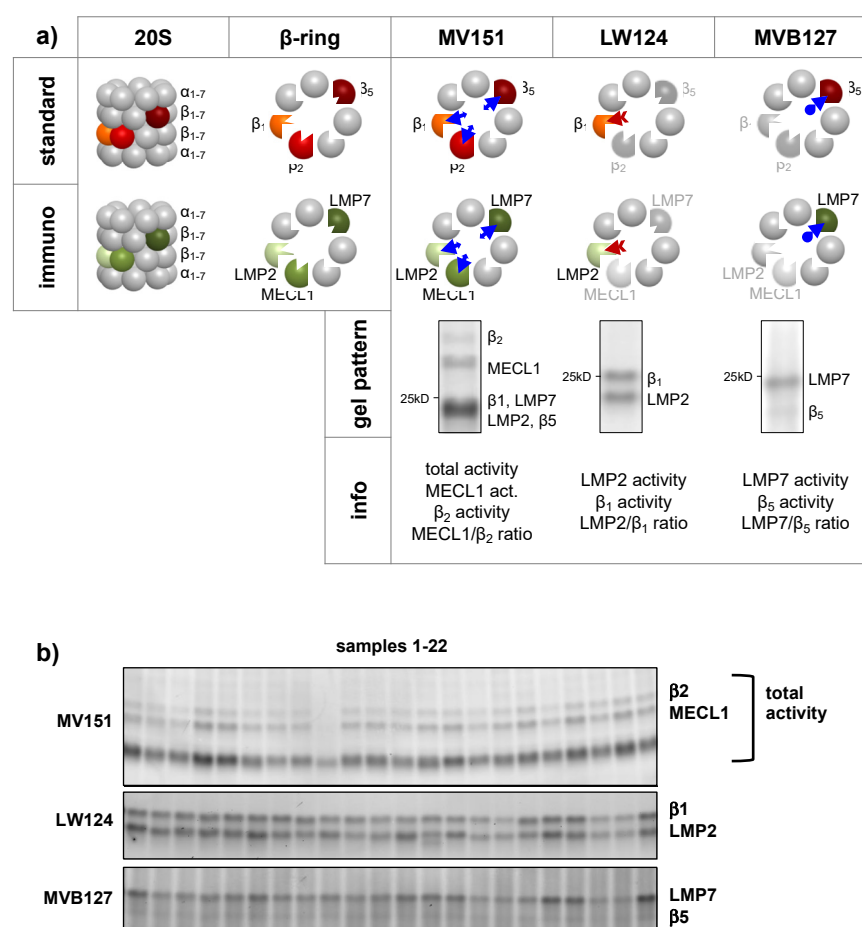 a)
20S β-ring MV151 LW124 MVB127
standard
α₁₋₇
β₁₋₇
β₁₋₇
α₁₋₇
β₅
β₁
β₂
β₅
β₁
β₂
β₅
β₁
β₂
β₅
β₁
β₂
immuno
α₁₋₇
β₁₋₇
β₁₋₇
α₁₋₇
LMP7
LMP2
MECL1
LMP7
LMP2
MECL1
LMP7
LMP2
MECL1
LMP7
LMP2
MECL1
gel pattern
β₂
MECL1
25kD
β1, LMP7
LMP2, β5
25kD
β₁
LMP2
25kD
LMP7
β₅
info
total activity
MECL1 act.
β₂ activity
MECL1/β₂ ratio
LMP2 activity
β₁ activity
LMP2/β₁ ratio
LMP7 activity
β₅ activity
LMP7/β₅ ratio
b)
samples 1-22
MV151
β2
MECL1
total
activity
LW124
β1
LMP2
MVB127
LMP7
β5